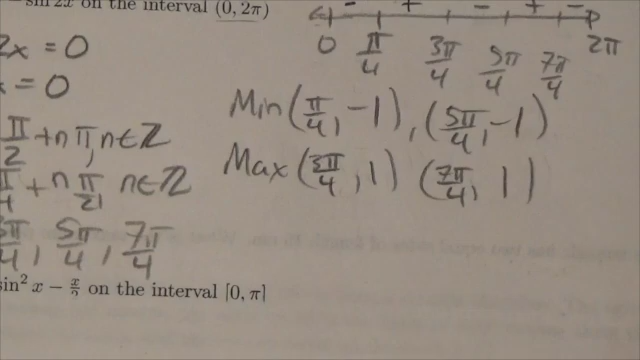 sin 2x on the interval (0, 2π)
- + - + -
0 π/4 3π/4 5π/4 7π/4 2π
2x = 0
x = 0
π/2 + nπ, n ∈ ℤ
π/4 + n π/2, n ∈ ℤ
Min (π/4, -1), (5π/4, -1)
Max (3π/4, 1) (7π/4, 1)
3π/4, 5π/4, 7π/4
sin² x − x/2 on the interval [0, π]